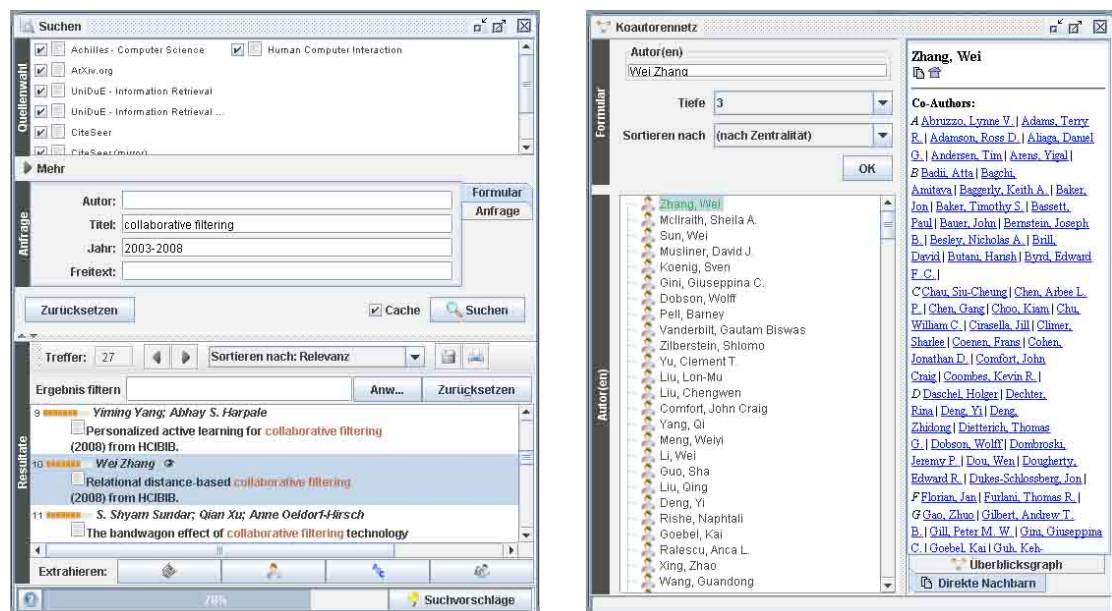 Suchen
Quellenwahl
Achilles - Computer Science Human Computer Interaction
ArXiv.org
UniDuE - Information Retrieval
UniDuE - Information Retrieval ...
CiteSeer
CiteSeer(mirror)
Mehr
Anfrage
Formular
Anfrage
Autor:
Titel: collaborative filtering
Jahr: 2003-2008
Freitext:
Zurücksetzen Cache Suchen
Treffer: 27 Sortieren nach: Relevanz
Ergebnis filtern Anw... Zurücksetzen
Resultate
9 Yiming Yang; Abhay S. Harpale
Personalized active learning for collaborative filtering
(2008) from HCIBIB.
10 Wei Zhang
Relational distance-based collaborative filtering
(2008) from HCIBIB.
11 S. Shyam Sundar; Qian Xu; Anne Oeldorf-Hirsch
The bandwagon effect of collaborative filtering technology
Extrahieren:
78% Suchvorschläge
Koautorennetz
Formular
Autor(en)
Wei Zhang
Tiefe 3
Sortieren nach (nach Zentralität)
OK
Autor(en)
Zhang, Wei
McIlraith, Sheila A.
Sun, Wei
Musliner, David J.
Koenig, Sven
Gini, Giuseppina C.
Dobson, Wolff
Pell, Barney
Vanderbilt, Gautam Biswas
Zilberstein, Shlomo
Yu, Clement T.
Liu, Lon-Mu
Liu, Chengwen
Comfort, John Craig
Yang, Qi
Meng, Weiyi
Li, Wei
Guo, Sha
Liu, Qing
Deng, Yi
Rishe, Naphtali
Goebel, Kai
Ralescu, Anca L.
Xing, Zhao
Wang, Guandong
Zhang, Wei
Co-Authors:
A Abruzzo, Lynne V. | Adams, Terry
R. | Adamson, Ross D. | Aliaga, Daniel
G. | Andersen, Tim | Arens, Yigal |
B Badii, Atta | Bagchi,
Amitava | Baggerly, Keith A. | Baker,
Jon | Baker, Timothy S. | Bassett,
Paul | Bauer, John | Bernstein, Joseph
B. | Besley, Nicholas A. | Brill,
David | Butani, Harish | Byrd, Edward
F. C. |
C Chau, Siu-Cheung | Chen, Arbee L.
P. | Chen, Gang | Choo, Kiam | Chu,
William C. | Cirasella, Jill | Climer,
Sharlee | Coenen, Frans | Cohen,
Jonathan D. | Comfort, John
Craig | Coombes, Kevin R. |
D Daschel, Holger | Dechter,
Rina | Deng, Yi | Deng,
Zhidong | Dietterich, Thomas
G. | Dobson, Wolff | Dombroski,
Jeremy P. | Dou, Wen | Dougherty,
Edward R. | Dukes-Schlossberg, Jon |
F Florian, Jan | Furlani, Thomas R. |
G Gao, Zhuo | Gilbert, Andrew T.
B. | Gill, Peter M. W. | Gini, Giuseppina
C. | Goebel, Kai | Guh, Keh-
Überblicksgraph
Direkte Nachbarn